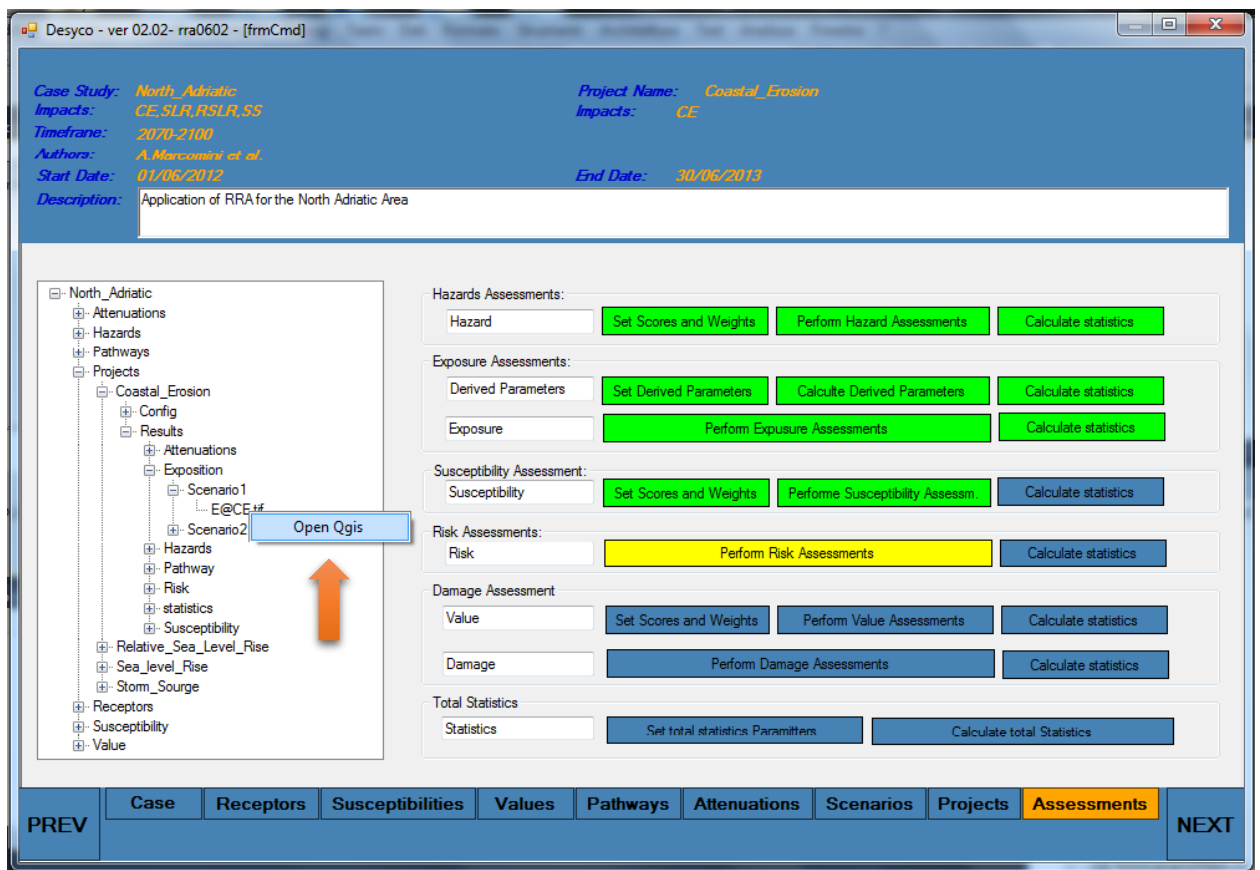 Desyco - ver 02.02- rra0602 - [frmCmd]
Case Study: North_Adriatic Project Name: Coastal_Erosion
Impacts: CE,SLR,RSLR,SS Impacts: CE
Timefrane: 2070-2100
Authors: A.Marcomini et al.
Start Date: 01/06/2012 End Date: 30/06/2013
Description: Application of RRA for the North Adriatic Area
North_Adriatic
Attenuations
Hazards
Pathways
Projects
Coastal_Erosion
Config
Results
Attenuations
Exposition
Scenario1
E@CE.tif
Scenario2
Open Qgis
Hazards
Pathway
Risk
statistics
Susceptibility
Relative_Sea_Level_Rise
Sea_level_Rise
Storm_Sourge
Receptors
Susceptibility
Value
Hazards Assessments:
Hazard Set Scores and Weights Perform Hazard Assessments Calculate statistics
Exposure Assessments:
Derived Parameters Set Derived Parameters Calculte Derived Parameters Calculate statistics
Exposure Perform Expusure Assessments Calculate statistics
Susceptibility Assessment:
Susceptibility Set Scores and Weights Performe Susceptibility Assessm. Calculate statistics
Risk Assessments:
Risk Perform Risk Assessments Calculate statistics
Damage Assessment
Value Set Scores and Weights Perform Value Assessments Calculate statistics
Damage Perform Damage Assessments Calculate statistics
Total Statistics
Statistics Set total statistics Paramitters Calculate total Statistics
PREV Case Receptors Susceptibilities Values Pathways Attenuations Scenarios Projects Assessments NEXT